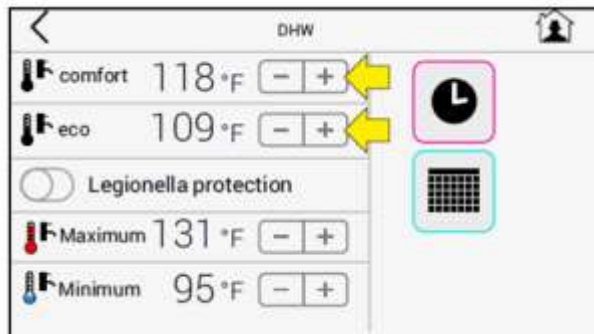 DHW
comfort 118 °F - +
eco 109 °F - +
Legionella protection
Maximum 131 °F - +
Minimum 95 °F - +